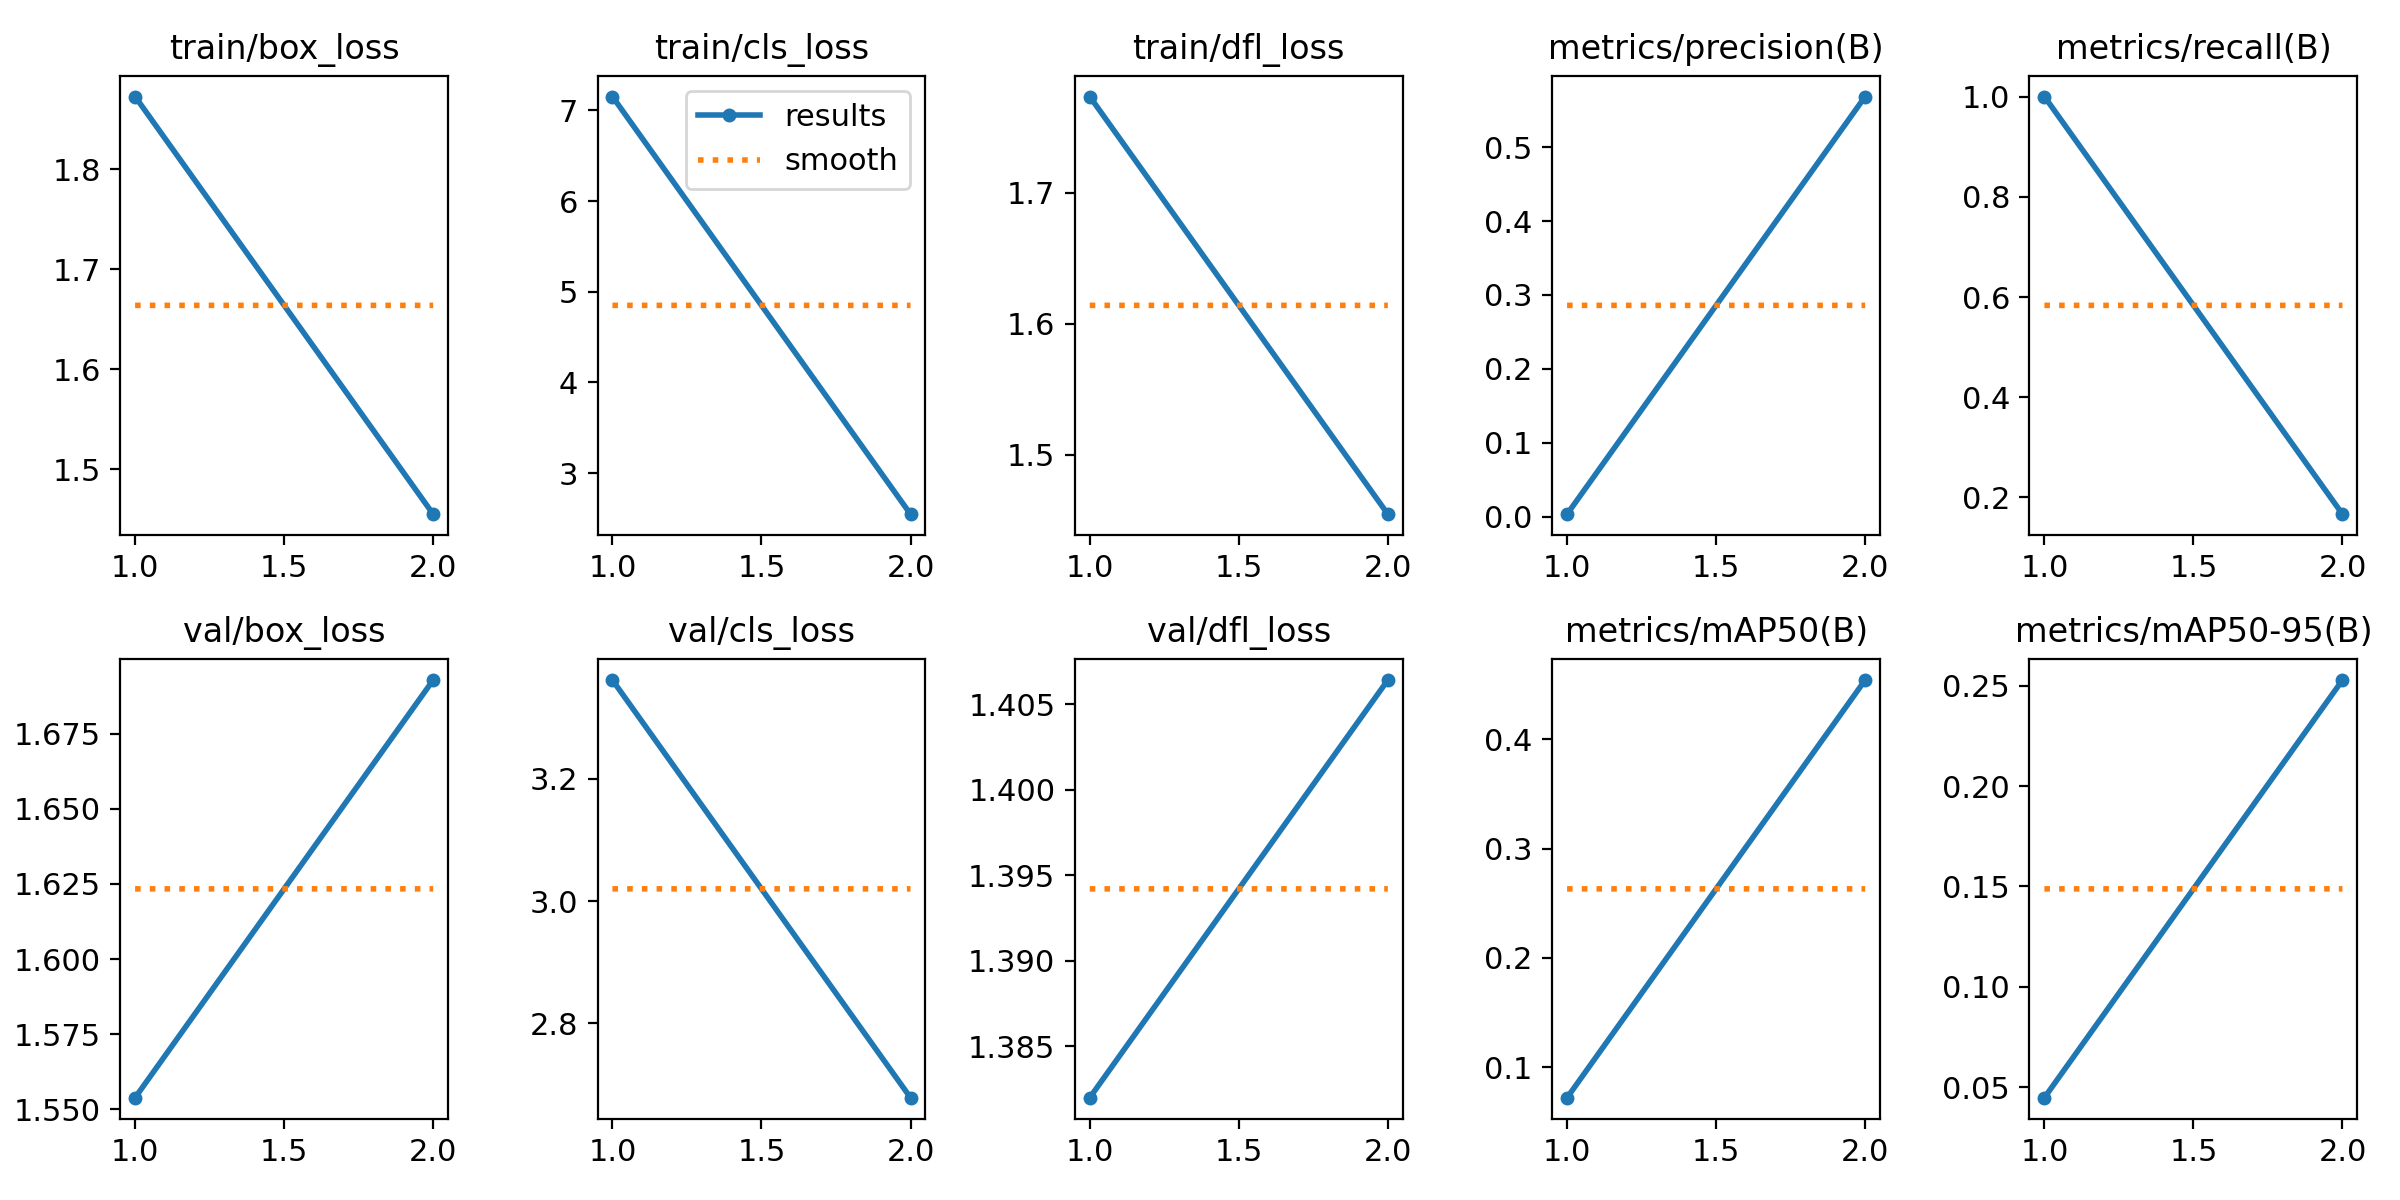 train/box_loss
1.8
1.7
1.6
1.5
1.0 1.5 2.0
train/cls_loss
results
smooth
7
6
5
4
3
1.0 1.5 2.0
train/dfl_loss
1.7
1.6
1.5
1.0 1.5 2.0
metrics/precision(B)
0.5
0.4
0.3
0.2
0.1
0.0
1.0 1.5 2.0
metrics/recall(B)
1.0
0.8
0.6
0.4
0.2
1.0 1.5 2.0
val/box_loss
1.675
1.650
1.625
1.600
1.575
1.550
1.0 1.5 2.0
val/cls_loss
3.2
3.0
2.8
1.0 1.5 2.0
val/dfl_loss
1.405
1.400
1.395
1.390
1.385
1.0 1.5 2.0
metrics/mAP50(B)
0.4
0.3
0.2
0.1
1.0 1.5 2.0
metrics/mAP50-95(B)
0.25
0.20
0.15
0.10
0.05
1.0 1.5 2.0